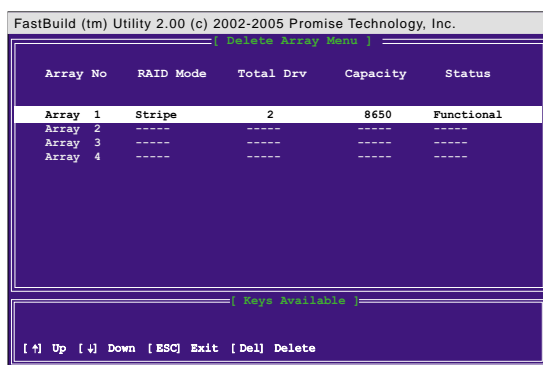 FastBuild (tm) Utility 2.00 (c) 2002-2005 Promise Technology, Inc.
[ Delete Array Menu ]
Array No RAID Mode Total Drv Capacity Status
Array 1 Stripe 2 8650 Functional
Array 2 ----- ----- ----- -----
Array 3 ----- ----- ----- -----
Array 4 ----- ----- ----- -----
[ Keys Available ]
[↑] Up [↓] Down [ESC] Exit [Del] Delete